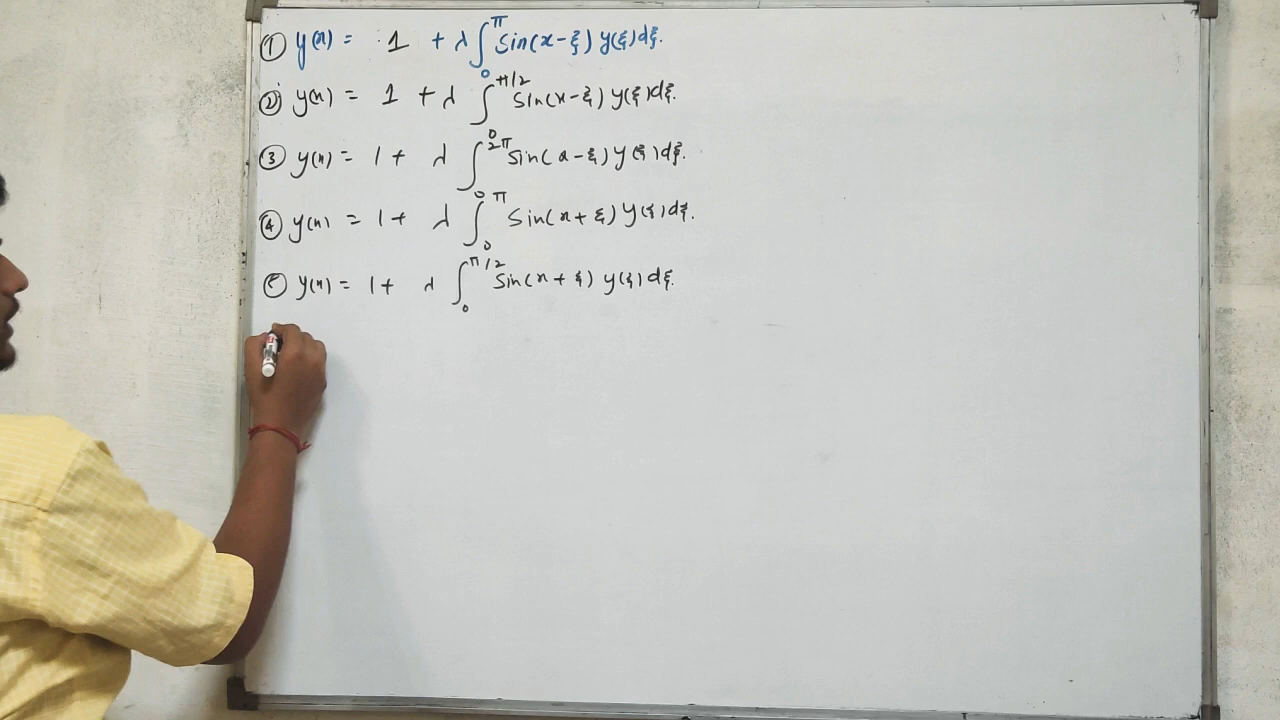 ① y(x) = 1 + λ∫₀^π sin(x-ξ) y(ξ)dξ.
② y(x) = 1 + λ ∫₀^π/2 sin(x-ξ) y(ξ)dξ.
③ y(x) = 1 + λ ∫₀^2π sin(x-ξ) y(ξ)dξ.
④ y(x) = 1 + λ ∫₀^π sin(x+ξ) y(ξ)dξ.
⑤ y(x) = 1 + λ ∫₀^π/2 sin(x+ξ) y(ξ)dξ.